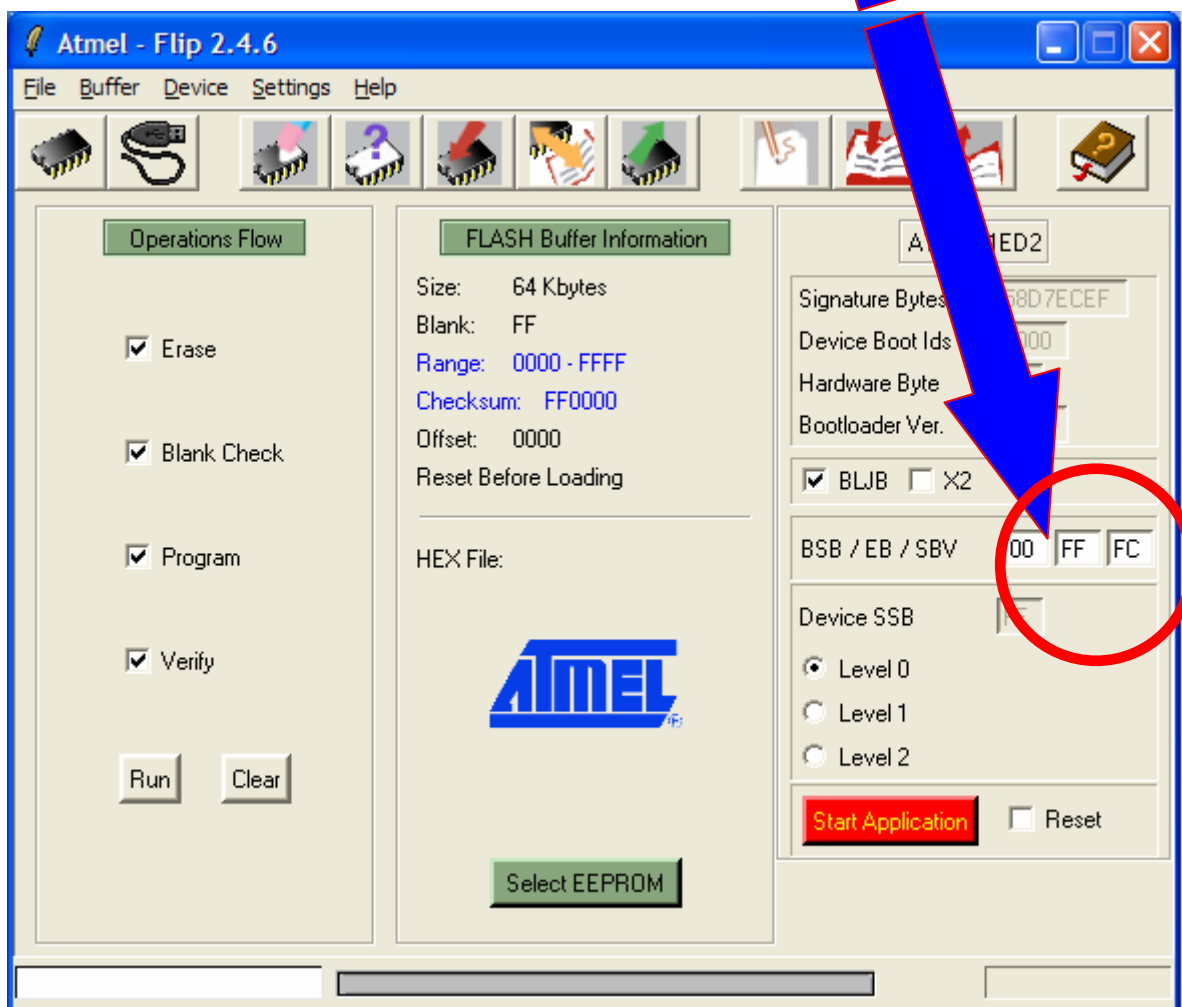 Atmel - Flip 2.4.6
File Buffer Device Settings Help
Operations Flow
Erase
Blank Check
Program
Verify
Run Clear
FLASH Buffer Information
Size: 64 Kbytes
Blank: FF
Range: 0000 - FFFF
Checksum: FF0000
Offset: 0000
Reset Before Loading
HEX File:
ATMEL
Select EEPROM
1ED2
Signature Bytes 58D7ECEF
Device Boot Ids
Hardware Byte
Bootloader Ver.
BLJB X2
BSB / EB / SBV 00 FF FC
Device SSB FF
Level 0
Level 1
Level 2
Start Application Reset